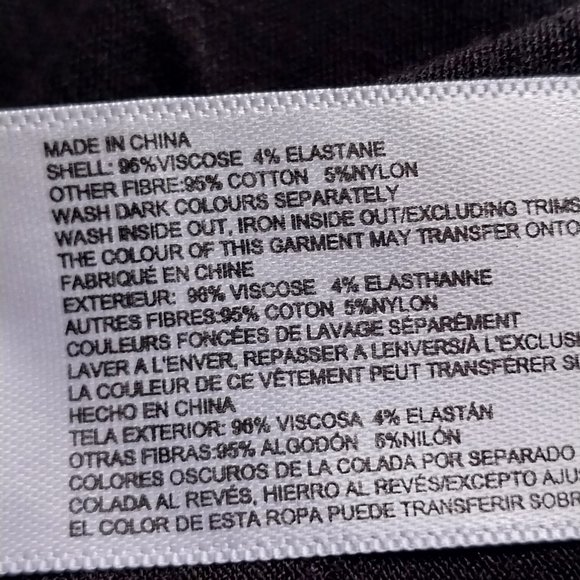 MADE IN CHINA
SHELL: 96%VISCOSE 4% ELASTANE
OTHER FIBRE:95% COTTON 5%NYLON
WASH DARK COLOURS SEPARATELY
WASH INSIDE OUT, IRON INSIDE OUT/EXCLUDING TRIMS
THE COLOUR OF THIS GARMENT MAY TRANSFER ONTO
FABRIQUÉ EN CHINE
EXTERIEUR: 96% VISCOSE 4% ELASTHANNE
AUTRES FIBRES:95% COTON 5%NYLON
COULEURS FONCÉES DE LAVAGE SÉPARÉMENT
LAVER A L'ENVER, REPASSER A LENVERS/À L'EXCLUSI
LA COULEUR DE CE VÊTEMENT PEUT TRANSFÉRER S
HECHO EN CHINA
TELA EXTERIOR: 96% VISCOSA 4% ELASTÁN
OTRAS FIBRAS:95% ALGODÓN 5%NILÓN
COLORES OSCUROS DE LA COLADA POR SEPARADO
COLADA AL REVÉS, HIERRO AL REVÉS/EXCEPTO AJU
EL COLOR DE ESTA ROPA PUEDE TRANSFERIR SOBR